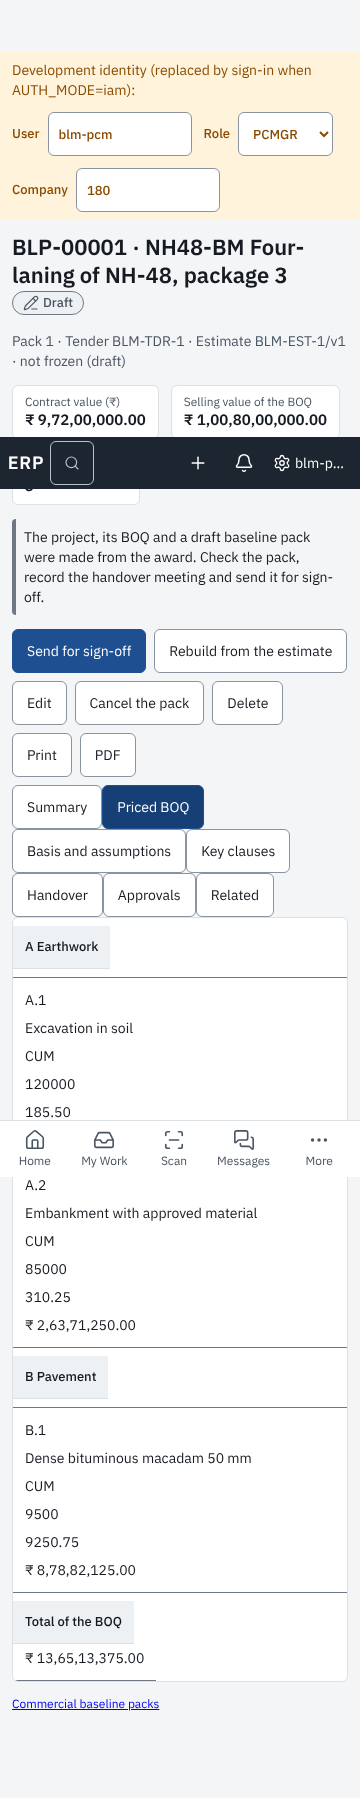 Development identity (replaced by sign-in when
AUTH_MODE=iam):
User blm-pcm Role PCMGR
Company 180
BLP-00001 · NH48-BM Four-
laning of NH-48, package 3
Draft
Pack 1 · Tender BLM-TDR-1 · Estimate BLM-EST-1/v1
· not frozen (draft)
Contract value (₹) Selling value of the BOQ
₹ 9,72,00,000.00 ₹ 1,00,80,00,000.00
ERP blm-p...
The project, its BOQ and a draft baseline pack
were made from the award. Check the pack,
record the handover meeting and send it for sign-
off.
Send for sign-off Rebuild from the estimate
Edit Cancel the pack Delete
Print PDF
Summary Priced BOQ
Basis and assumptions Key clauses
Handover Approvals Related
A Earthwork
A.1
Excavation in soil
CUM
120000
185.50
Home My Work Scan Messages More
A.2
Embankment with approved material
CUM
85000
310.25
₹ 2,63,71,250.00
B Pavement
B.1
Dense bituminous macadam 50 mm
CUM
9500
9250.75
₹ 8,78,82,125.00
Total of the BOQ
₹ 13,65,13,375.00
Commercial baseline packs